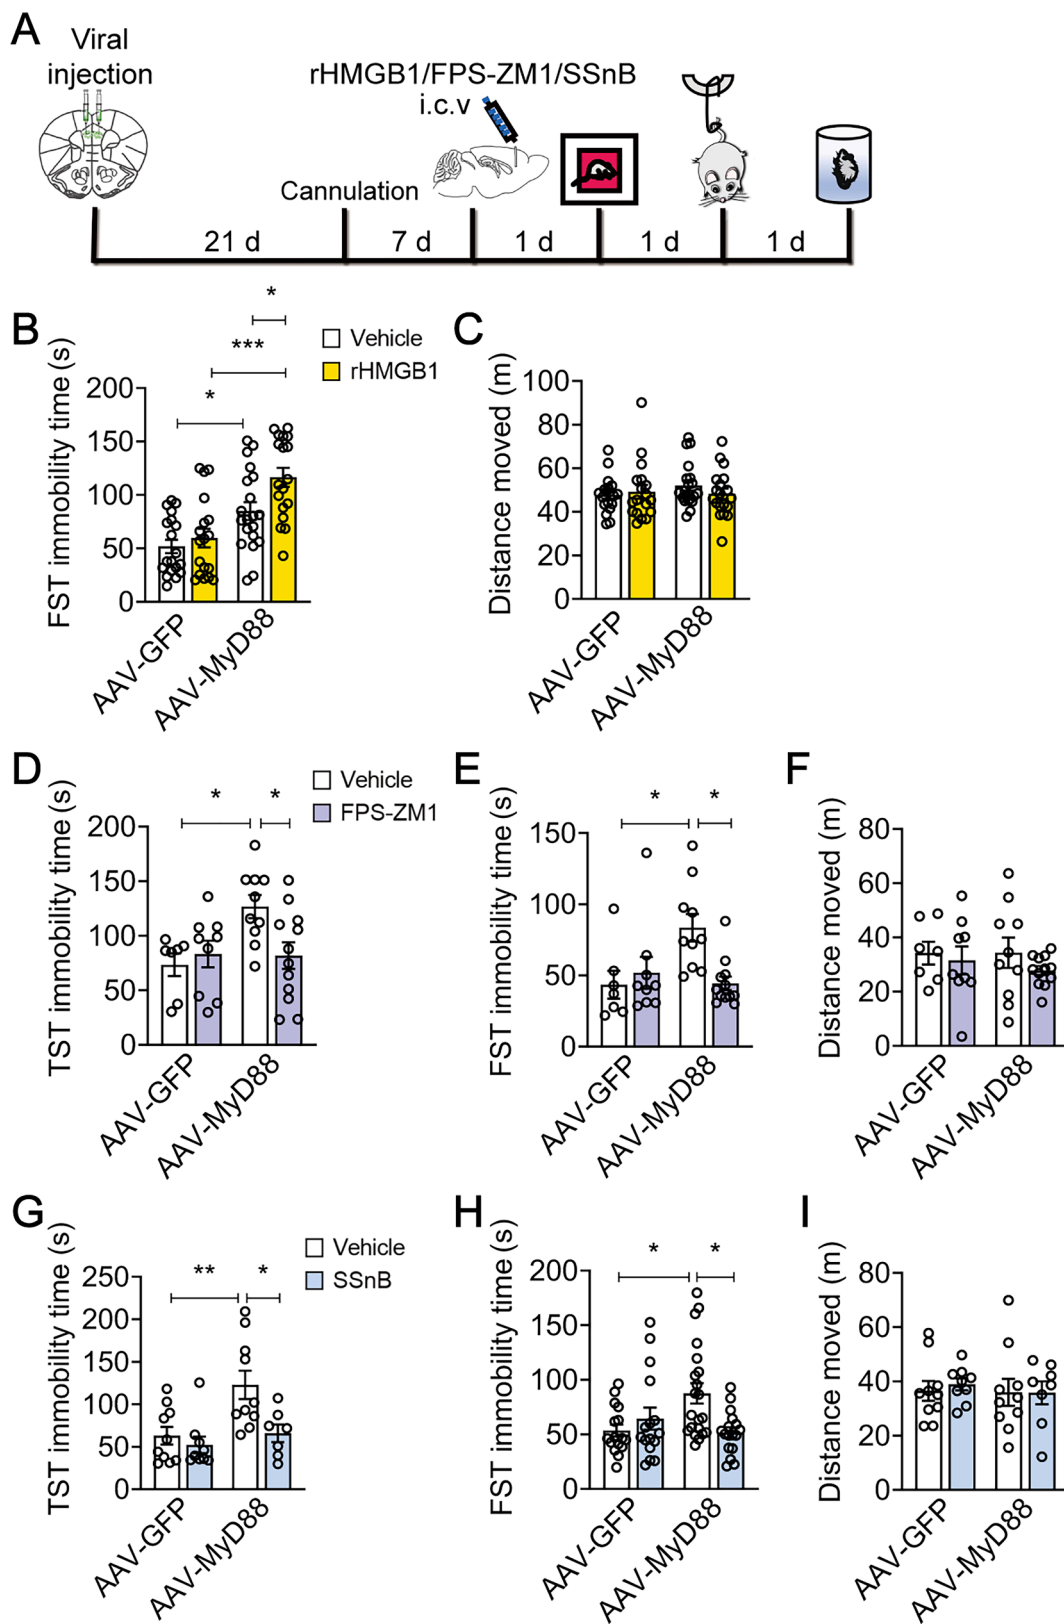 A
Viral
injection
rHMGB1/FPS-ZM1/SSnB
i.c.v
Cannulation
21 d
7 d
1 d
1 d
1 d
B
FST immobility time (s)
200
150
100
50
0
*
***
*
Vehicle
rHMGB1
AAV-GFP
AAV-MyD88
C
Distance moved (m)
100
80
60
40
20
0
AAV-GFP
AAV-MyD88
D
TST immobility time (s)
200
150
100
50
0
*
*
Vehicle
FPS-ZM1
AAV-GFP
AAV-MyD88
E
FST immobility time (s)
150
100
50
0
*
*
AAV-GFP
AAV-MyD88
F
Distance moved (m)
80
60
40
20
0
AAV-GFP
AAV-MyD88
G
TST immobility time (s)
250
200
150
100
50
0
**
*
Vehicle
SSnB
AAV-GFP
AAV-MyD88
H
FST immobility time (s)
200
150
100
50
0
*
*
AAV-GFP
AAV-MyD88
I
Distance moved (m)
80
60
40
20
0
AAV-GFP
AAV-MyD88